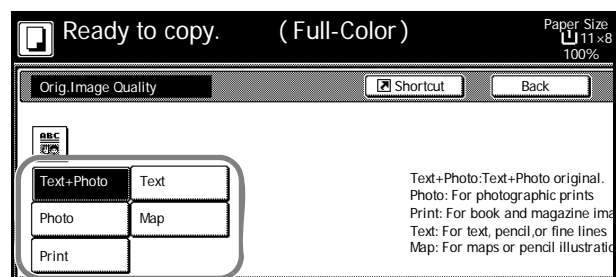 Ready to copy. (Full-Color)
Paper Size
11×8
100%
Orig.Image Quality
Shortcut
Back
ABC
Text+Photo
Text
Photo
Map
Print
Text+Photo:Text+Photo original.
Photo: For photographic prints
Print: For book and magazine ima
Text: For text, pencil,or fine lines
Map: For maps or pencil illustratio